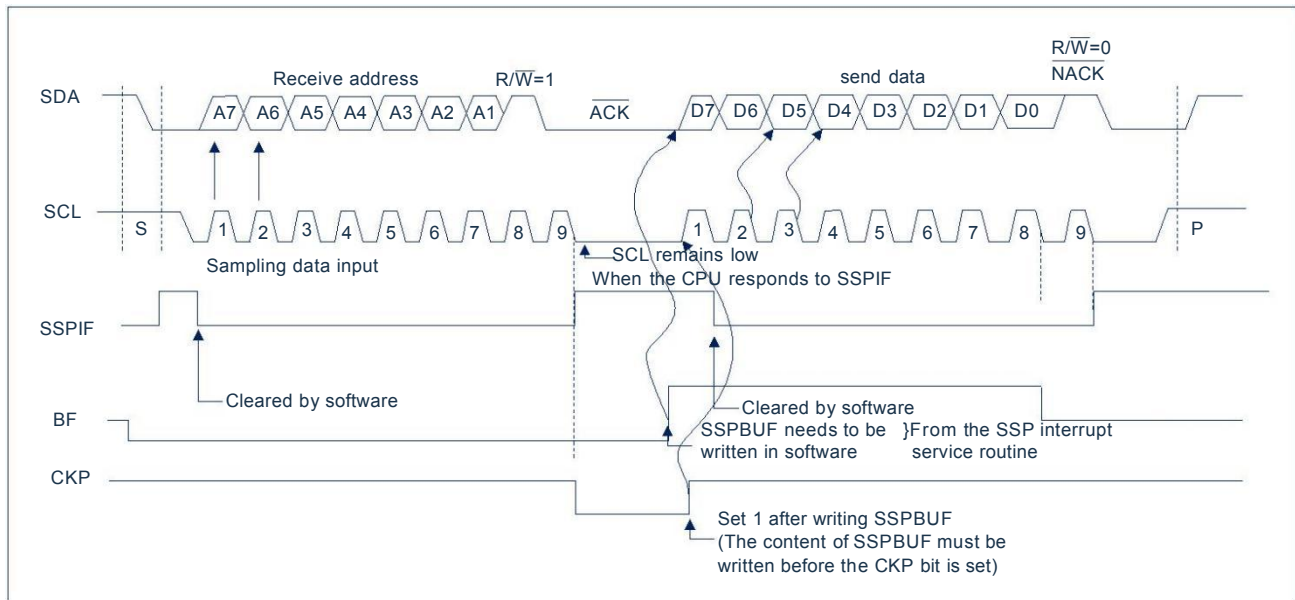 R/W=0
Receive address R/W=1 send data NACK
SDA A7 A6 A5 A4 A3 A2 A1 ACK D7 D6 D5 D4 D3 D2 D1 D0
SCL S 1 2 3 4 5 6 7 8 9 1 2 3 4 5 6 7 8 9 P
Sampling data input SCL remains low
When the CPU responds to SSPIF
SSPIF
Cleared by software Cleared by software
BF SSPBUF needs to be }From the SSP interrupt
written in software service routine
CKP
Set 1 after writing SSPBUF
(The content of SSPBUF must be
written before the CKP bit is set)